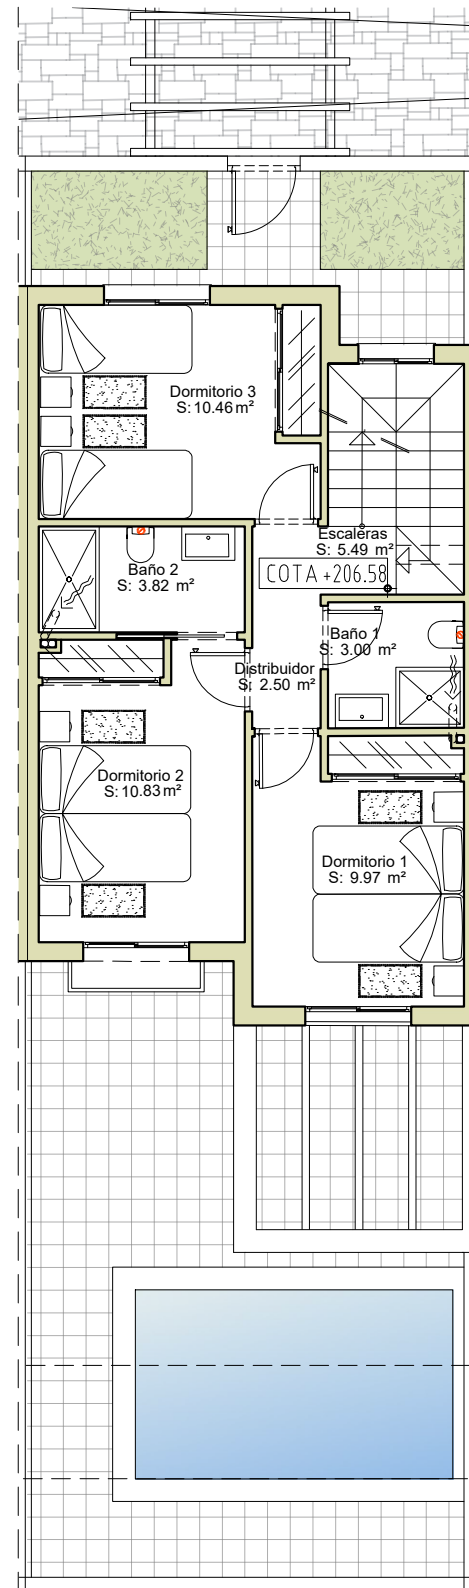 Dormitorio 3
S: 10.46 m²
Escaleras
S: 5.49 m²
Baño 2
S: 3.82 m²
COTA +206.58
Baño 1
S: 3.00 m²
Distribuidor
S: 2.50 m²
Dormitorio 2
S: 10.83 m²
Dormitorio 1
S: 9.97 m²